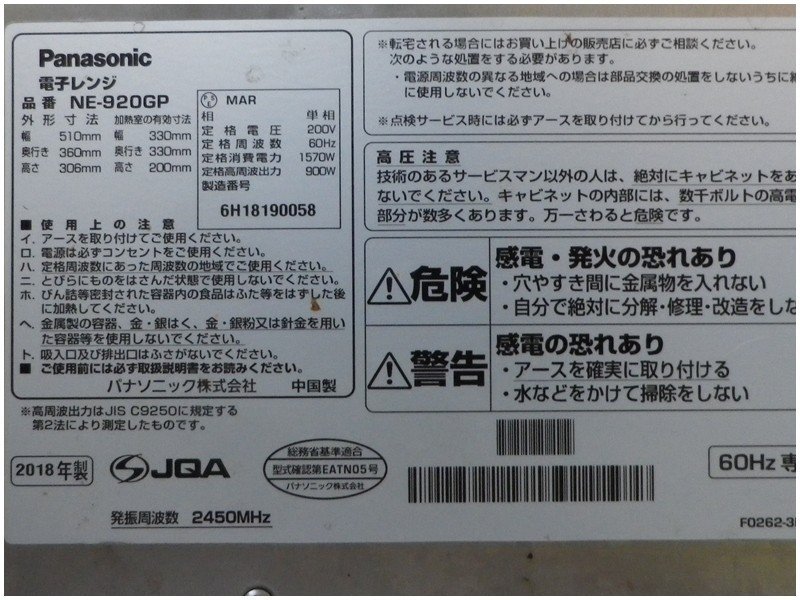 Panasonic
電子レンジ
品番 NE-920GP
外形寸法 加熱室の有効寸法
幅 510mm 幅 330mm
奥行き 360mm 奥行き 330mm
高さ 306mm 高さ 200mm
MAR
相 単相
定格電圧 200V
定格周波数 60Hz
定格消費電力 1570W
定格高周波出力 900W
製造番号
6H18190058
■使用上の注意
イ. アースを取り付けてご使用ください。
ロ. 電源は必ずコンセントをご使用ください。
ハ. 定格周波数にあった周波数の地域でご使用ください。
ニ. とびらにものをはさんだ状態で使用しないでください。
ホ. びん詰等密封された容器内の食品はふた等をはずした後
に加熱してください。
ヘ. 金属製の容器、金・銀はく、金・銀粉又は針金を用い
た容器等を使用しないでください。
ト. 吸入口及び排出口はふさがないでください。
■ご使用前には必ず取扱説明書をお読みください。
パナソニック株式会社 中国製
※高周波出力はJIS C9250に規定する
第2法により測定したものです。
2018年製
JQA
総務省基準適合
型式確認第EATN05号
パナソニック株式会社
発振周波数 2450MHz
※転宅される場合にはお買い上げの販売店に必ずご相談ください。
次のような処置をする必要があります。
・電源周波数の異なる地域への場合は部品交換の処置をしないうちに
に使用しないでください。
※点検サービス時には必ずアースを取り付けてから行ってください。
高圧注意
技術のあるサービスマン以外の人は、絶対にキャビネットをあ
ないでください。キャビネットの内部には、数千ボルトの高電
部分が数多くあります。万一さわると危険です。
危険
感電・発火の恐れあり
・穴やすき間に金属物を入れない
・自分で絶対に分解・修理・改造をしな
警告
感電の恐れあり
・アースを確実に取り付ける
・水などをかけて掃除をしない
60Hz専
F0262-3